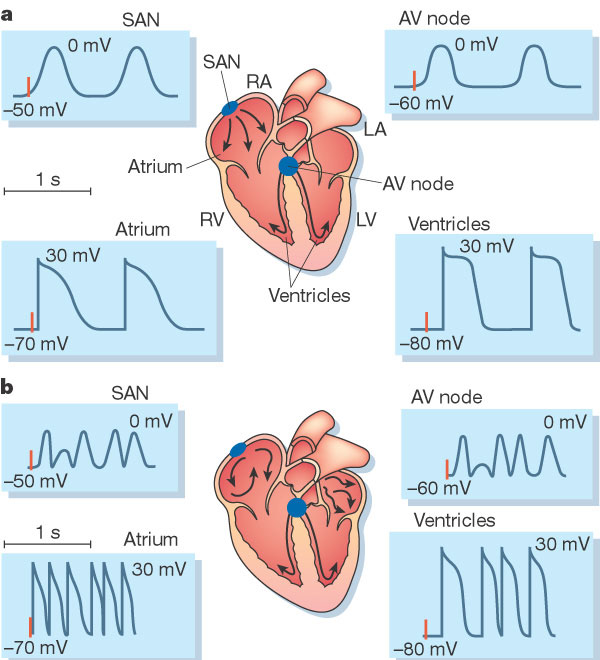 a
SAN
0 mV
–50 mV
AV node
0 mV
–60 mV
SAN
RA
LA
Atrium
AV node
1 s
RV
LV
Ventricles
Atrium
30 mV
–70 mV
Ventricles
30 mV
–80 mV
b
SAN
0 mV
–50 mV
AV node
0 mV
–60 mV
1 s
Atrium
30 mV
–70 mV
Ventricles
30 mV
–80 mV